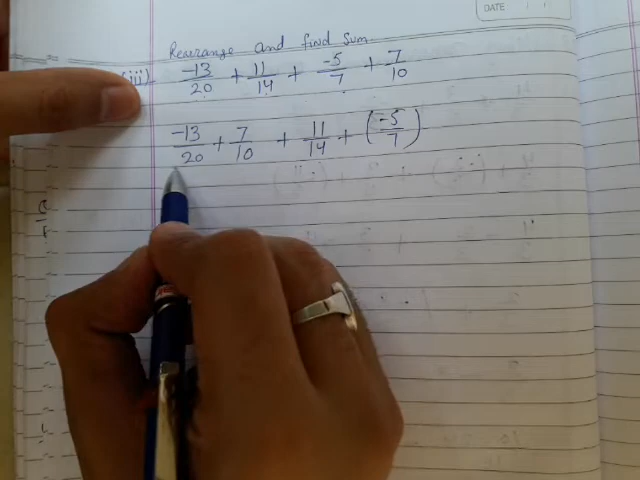 DATE / /
Rearrange and find sum
(iii) -13/20 + 11/14 + -5/7 + 7/10
-13/20 + 7/10 + 11/14 + (-5/7)